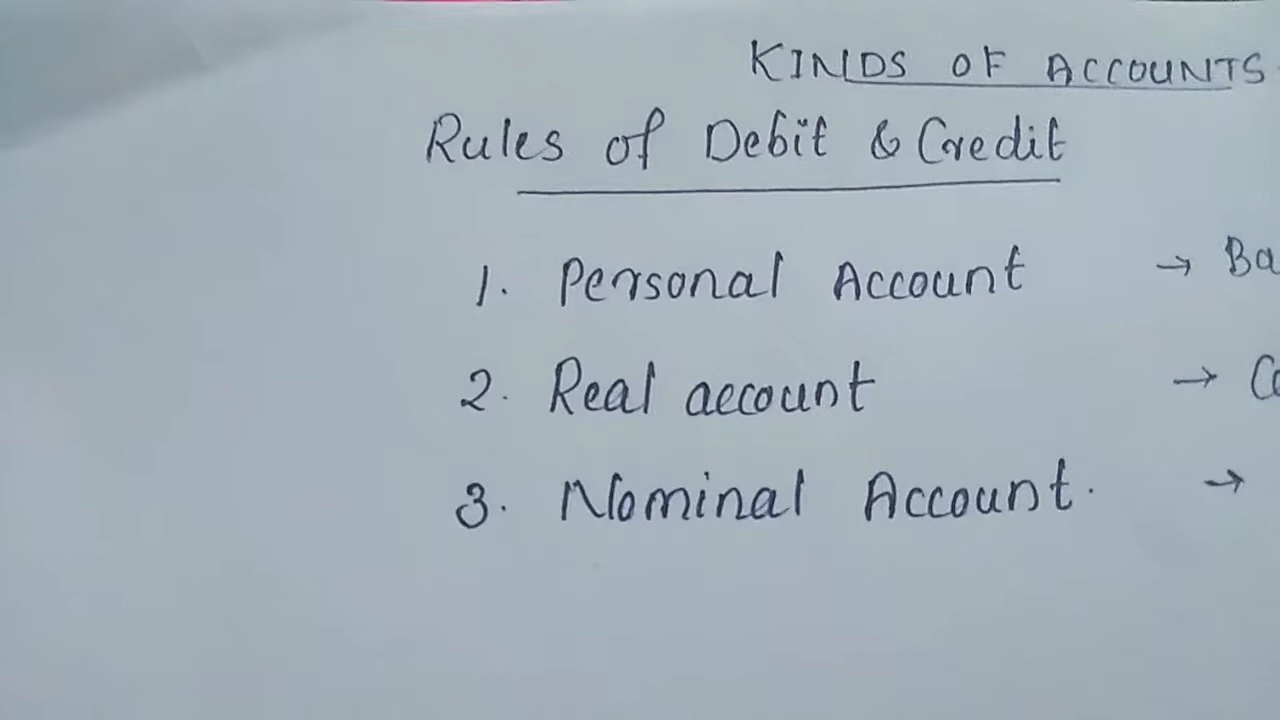 KINDS OF ACCOUNTS
Rules of Debit & Credit
1. Personal Account →
2. Real account →
3. Nominal Account. →